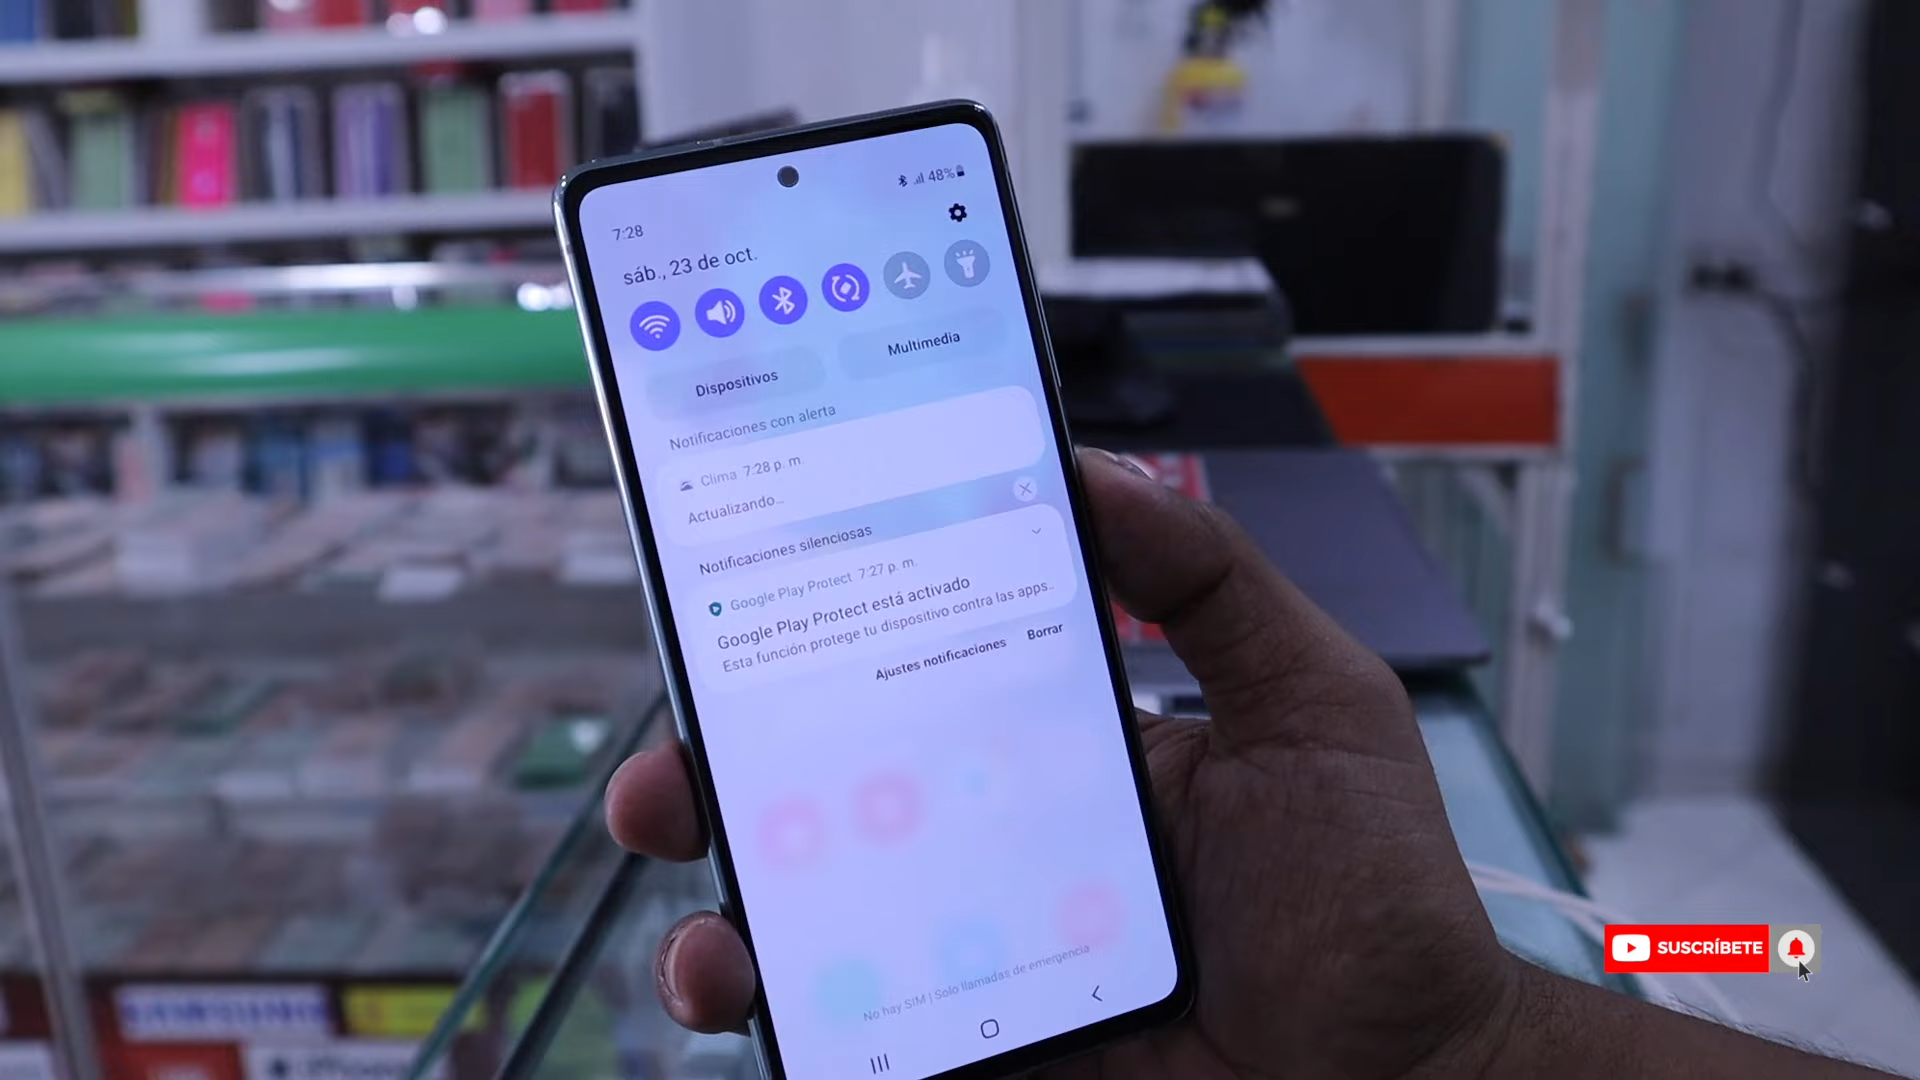 48%
7:28
sáb., 23 de oct.
Dispositivos
Multimedia
Notificaciones con alerta
Clima 7:28 p. m.
Actualizando...
Notificaciones silenciosas
Google Play Protect 7:27 p. m.
Google Play Protect está activado
Esta función protege tu dispositivo contra las apps...
Ajustes notificaciones
Borrar
No hay SIM | Solo llamadas de emergencia
SUSCRÍBETE
SAMSUNG